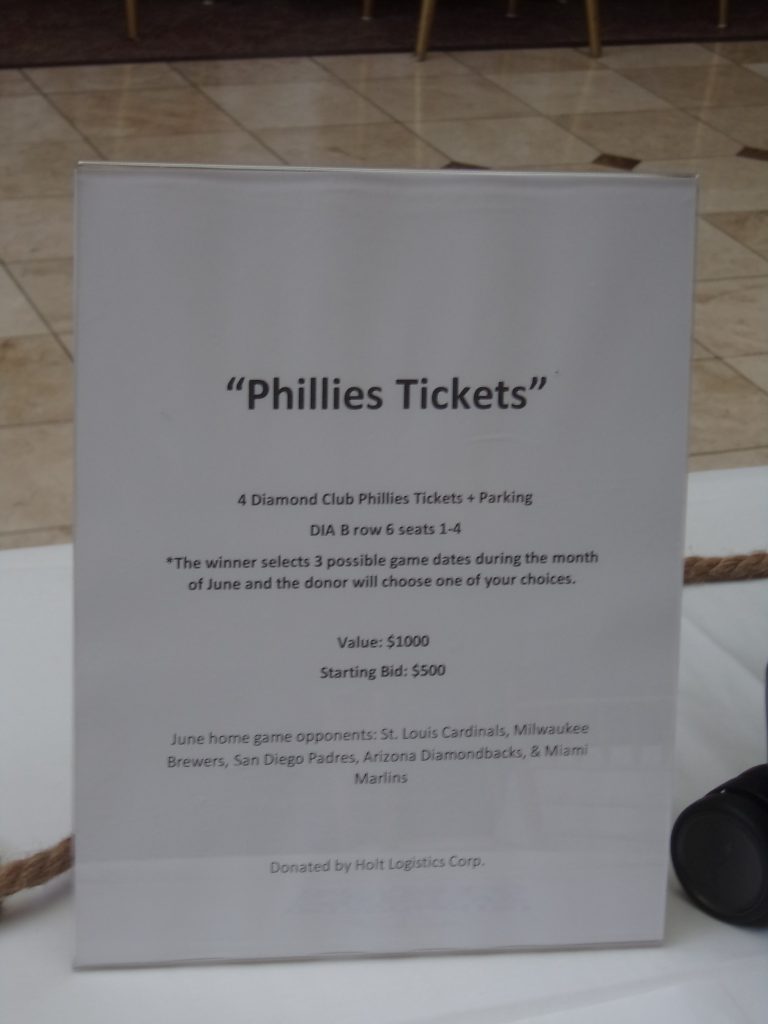 “Phillies Tickets”
4 Diamond Club Phillies Tickets + Parking
DIA B row 6 seats 1-4
*The winner selects 3 possible game dates during the month
of June and the donor will choose one of your choices.
Value: $1000
Starting Bid: $500
June home game opponents: St. Louis Cardinals, Milwaukee
Brewers, San Diego Padres, Arizona Diamondbacks, & Miami
Marlins
Donated by Holt Logistics Corp.